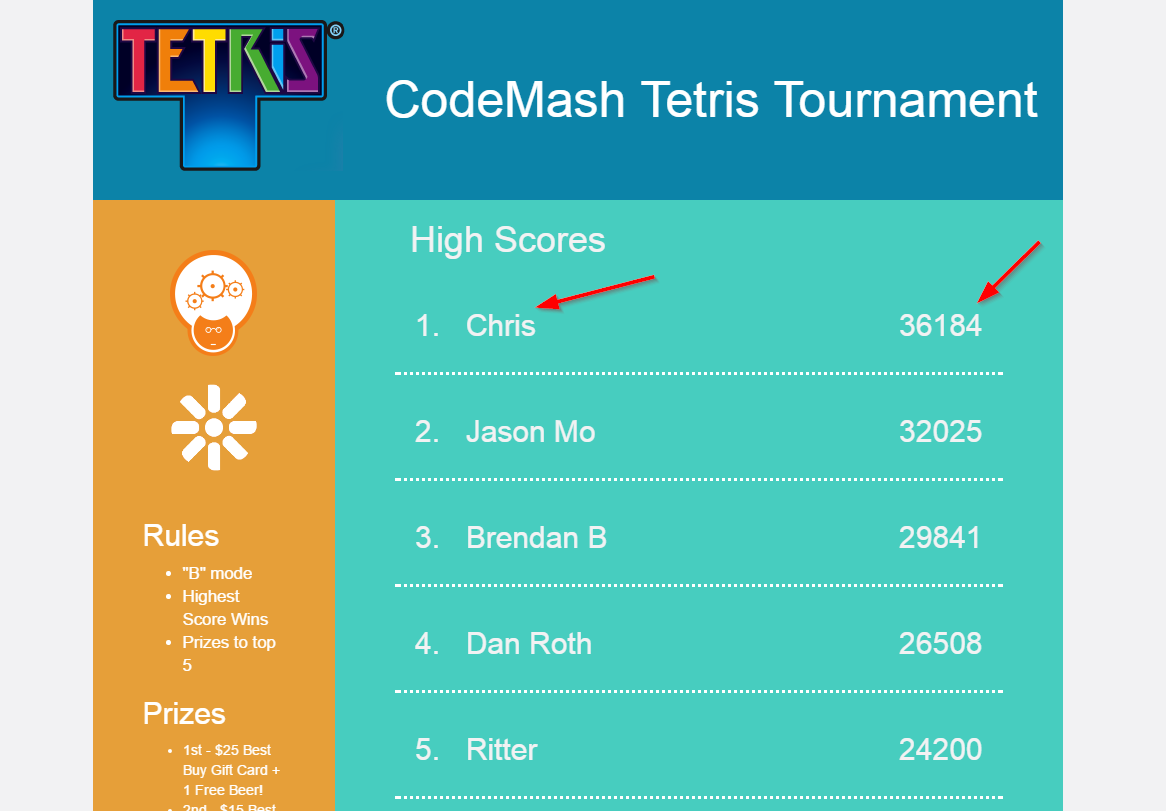 TETRIS®
CodeMash Tetris Tournament
High Scores
1. Chris 36184
2. Jason Mo 32025
3. Brendan B 29841
4. Dan Roth 26508
5. Ritter 24200
Rules
• "B" mode
• Highest
Score Wins
• Prizes to top
5
Prizes
• 1st - $25 Best
Buy Gift Card +
1 Free Beer!
• 2nd - $15 Best